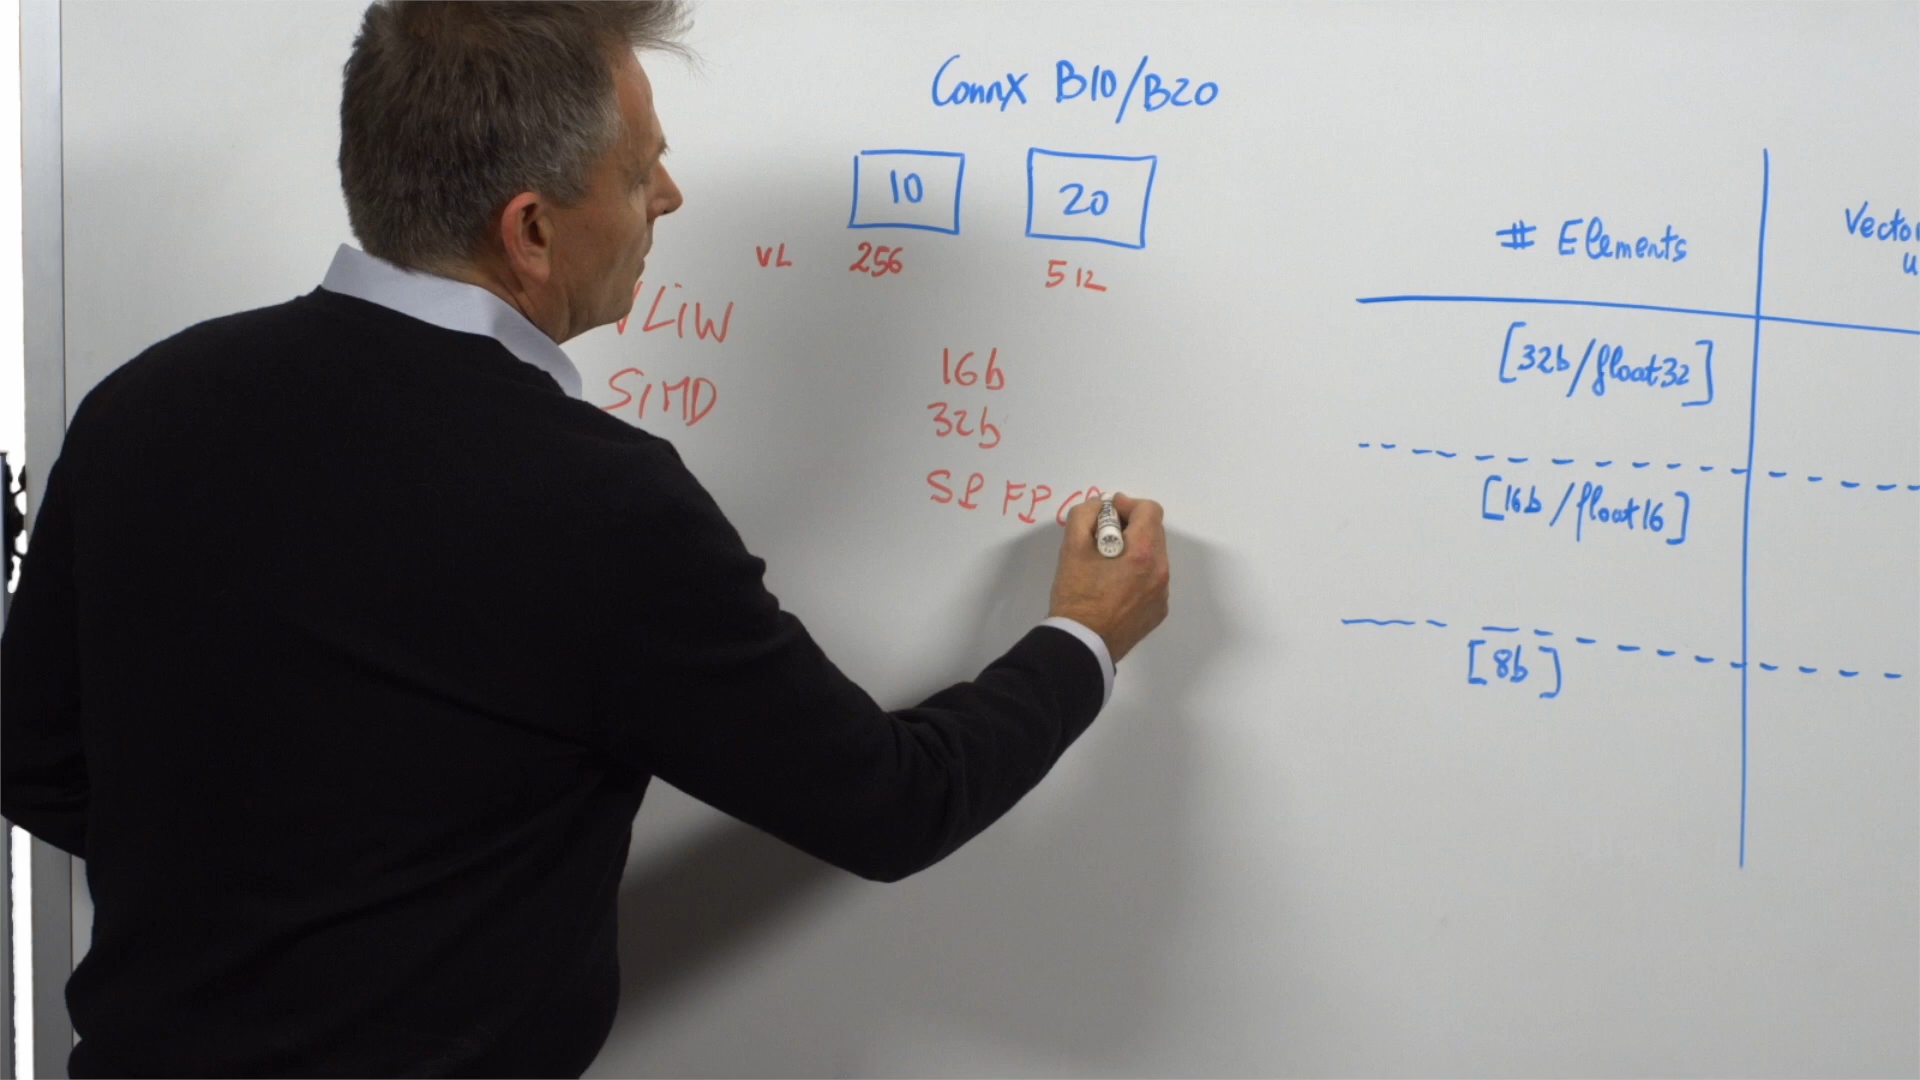 ConnX B10/B20
10 20
VL 256 512
VLIW
SIMD
16b
32b
SP FP
# Elements
[32b/float32]
[16b/float16]
[8b]